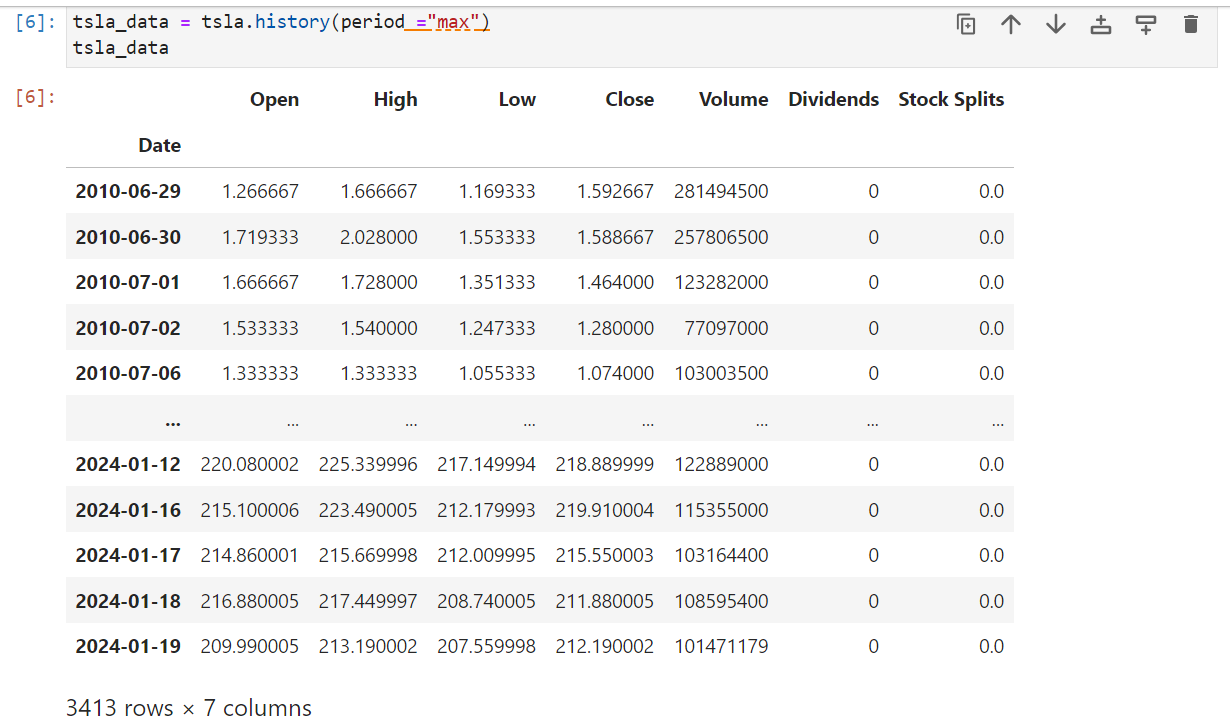 [6]: tsla_data = tsla.history(period ="max")
tsla_data
[6]: Open High Low Close Volume Dividends Stock Splits
Date
2010-06-29 1.266667 1.666667 1.169333 1.592667 281494500 0 0.0
2010-06-30 1.719333 2.028000 1.553333 1.588667 257806500 0 0.0
2010-07-01 1.666667 1.728000 1.351333 1.464000 123282000 0 0.0
2010-07-02 1.533333 1.540000 1.247333 1.280000 77097000 0 0.0
2010-07-06 1.333333 1.333333 1.055333 1.074000 103003500 0 0.0
... ... ... ... ... ... ... ...
2024-01-12 220.080002 225.339996 217.149994 218.889999 122889000 0 0.0
2024-01-16 215.100006 223.490005 212.179993 219.910004 115355000 0 0.0
2024-01-17 214.860001 215.669998 212.009995 215.550003 103164400 0 0.0
2024-01-18 216.880005 217.449997 208.740005 211.880005 108595400 0 0.0
2024-01-19 209.990005 213.190002 207.559998 212.190002 101471179 0 0.0
3413 rows × 7 columns